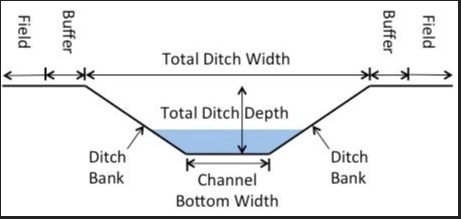 Field
Buffer
Buffer
Field
Total Ditch Width
Total Ditch Depth
Ditch
Bank
Channel
Bottom Width
Ditch
Bank